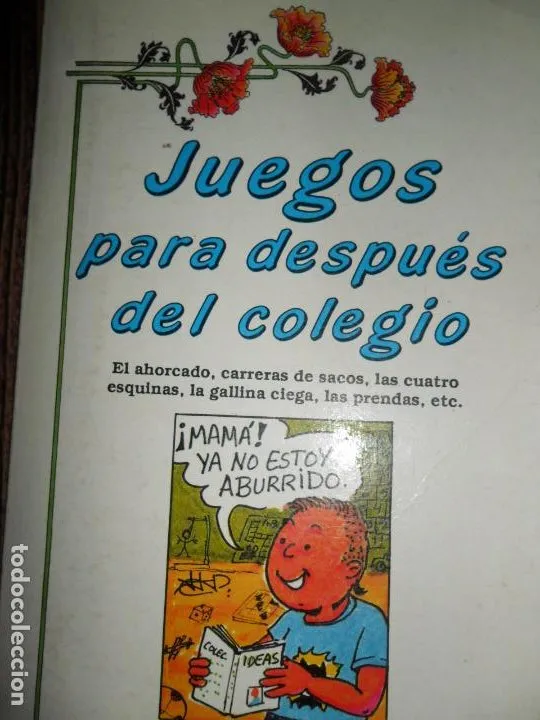 Juegos
para después
del colegio
El ahorcado, carreras de sacos, las cuatro
esquinas, la gallina ciega, las prendas, etc.
¡MAMÁ!
YA NO ESTOY
ABURRIDO.
COLEC
IDEAS
todocoleccion